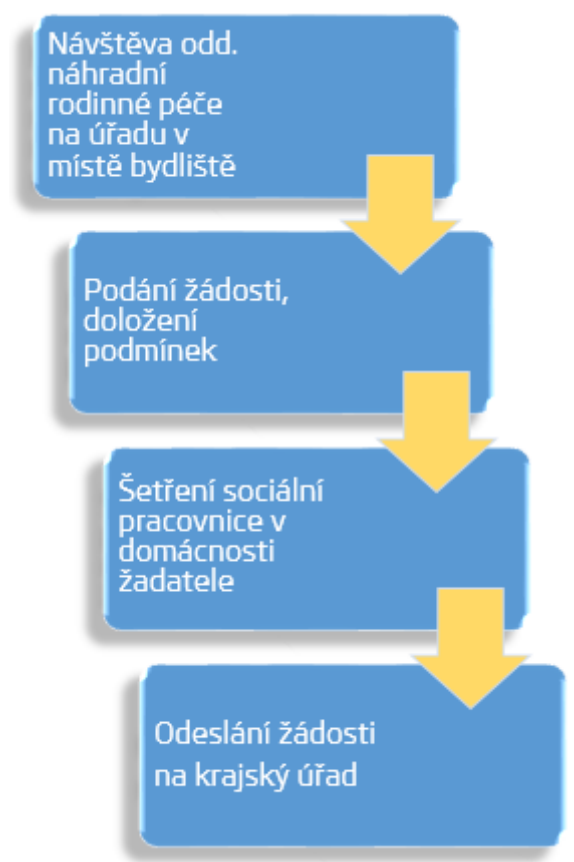 Návštěva odd.
náhradní
rodinné péče
na úřadu v
místě bydliště
Podání žádosti,
doložení
podmínek
Šetření sociální
pracovnice v
domácnosti
žadatele
Odeslání žádosti
na krajský úřad